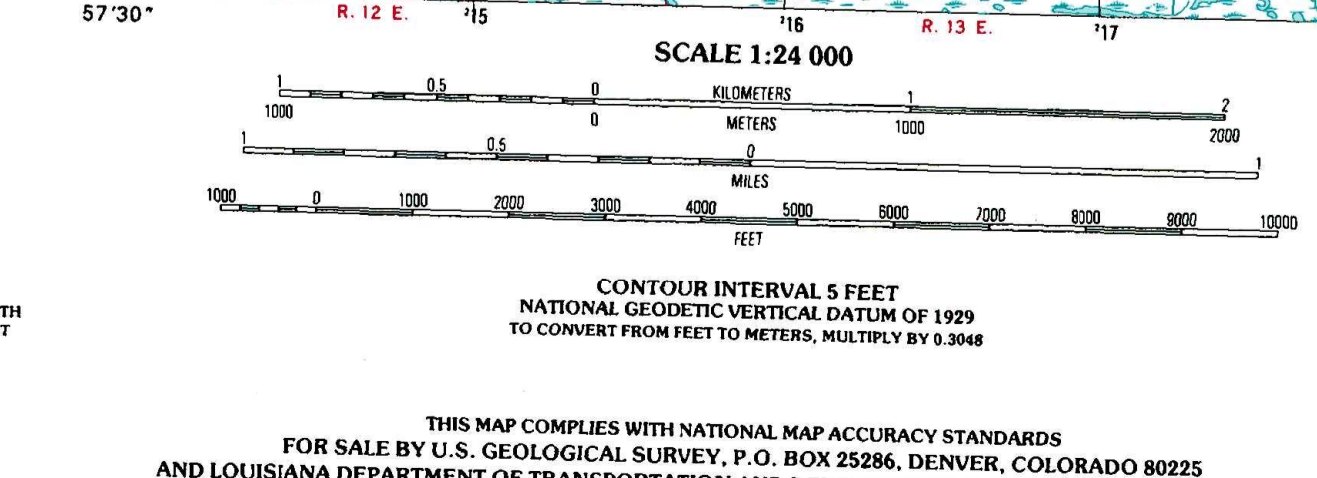 57'30"
R. 12 E.
²15
²16
R. 13 E.
²17
SCALE 1:24 000
1 0.5 0 KILOMETERS 1 2
1000 0 METERS 1000 2000
1 0.5 0 1
MILES
1000 0 1000 2000 3000 4000 5000 6000 7000 8000 9000 10000
FEET
CONTOUR INTERVAL 5 FEET
NATIONAL GEODETIC VERTICAL DATUM OF 1929
TO CONVERT FROM FEET TO METERS, MULTIPLY BY 0.3048
TH
T
THIS MAP COMPLIES WITH NATIONAL MAP ACCURACY STANDARDS
FOR SALE BY U.S. GEOLOGICAL SURVEY, P.O. BOX 25286, DENVER, COLORADO 80225
AND LOUISIANA DEPARTMENT OF TRANSPORTATION AND